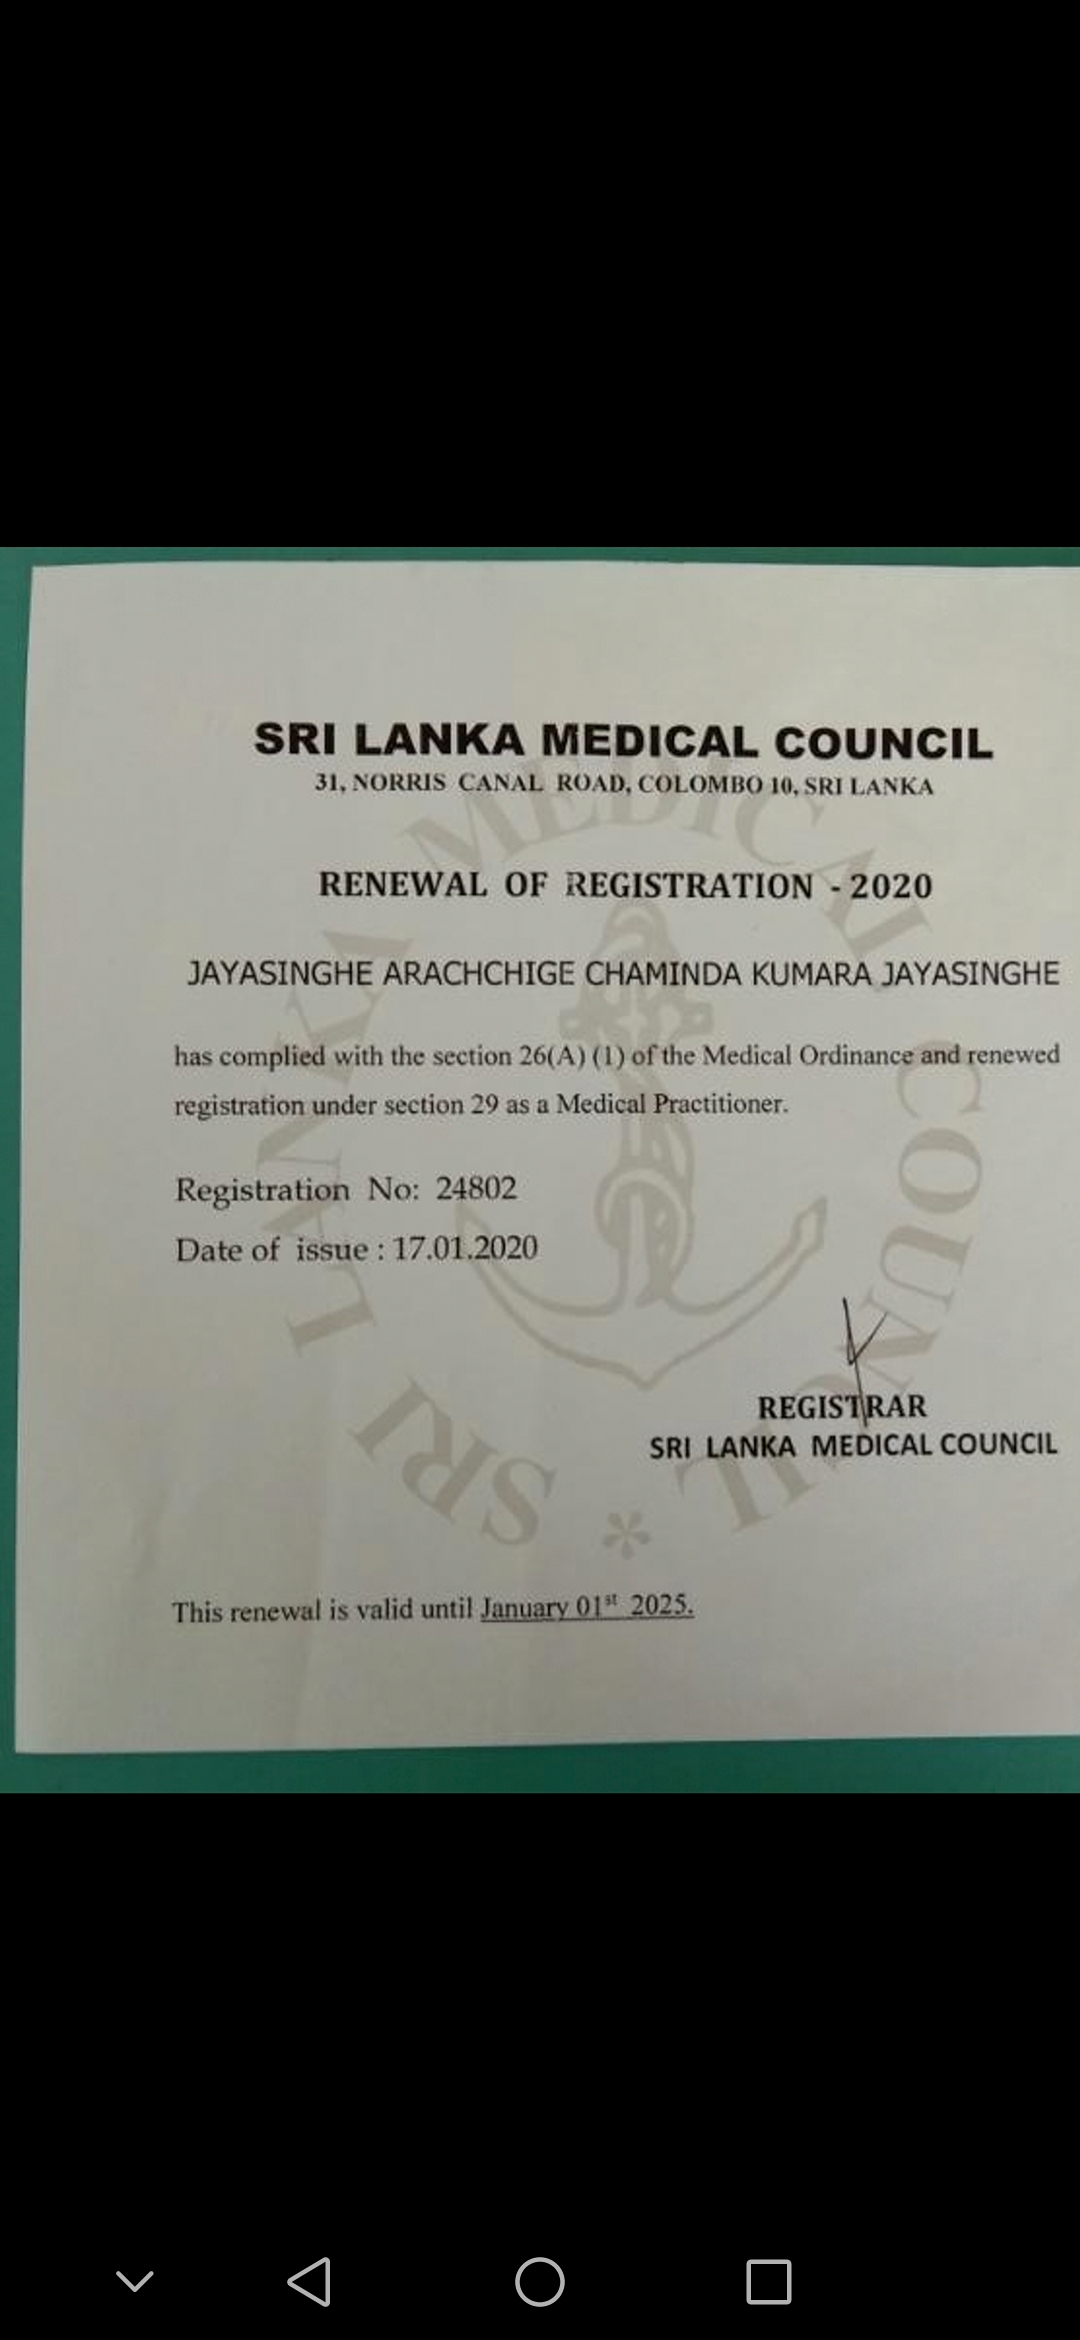 SRI LANKA MEDICAL COUNCIL
31, NORRIS CANAL ROAD, COLOMBO 10, SRI LANKA
RENEWAL OF REGISTRATION - 2020
JAYASINGHE ARACHCHIGE CHAMINDA KUMARA JAYASINGHE
has complied with the section 26(A) (1) of the Medical Ordinance and renewed
registration under section 29 as a Medical Practitioner.
Registration No: 24802
Date of issue : 17.01.2020
REGISTRAR
SRI LANKA MEDICAL COUNCIL
This renewal is valid until January 01st 2025.
SRI LANKA MEDICAL COUNCIL *